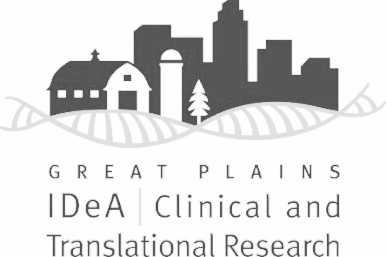 GREAT PLAINS
IDeA | Clinical and
Translational Research